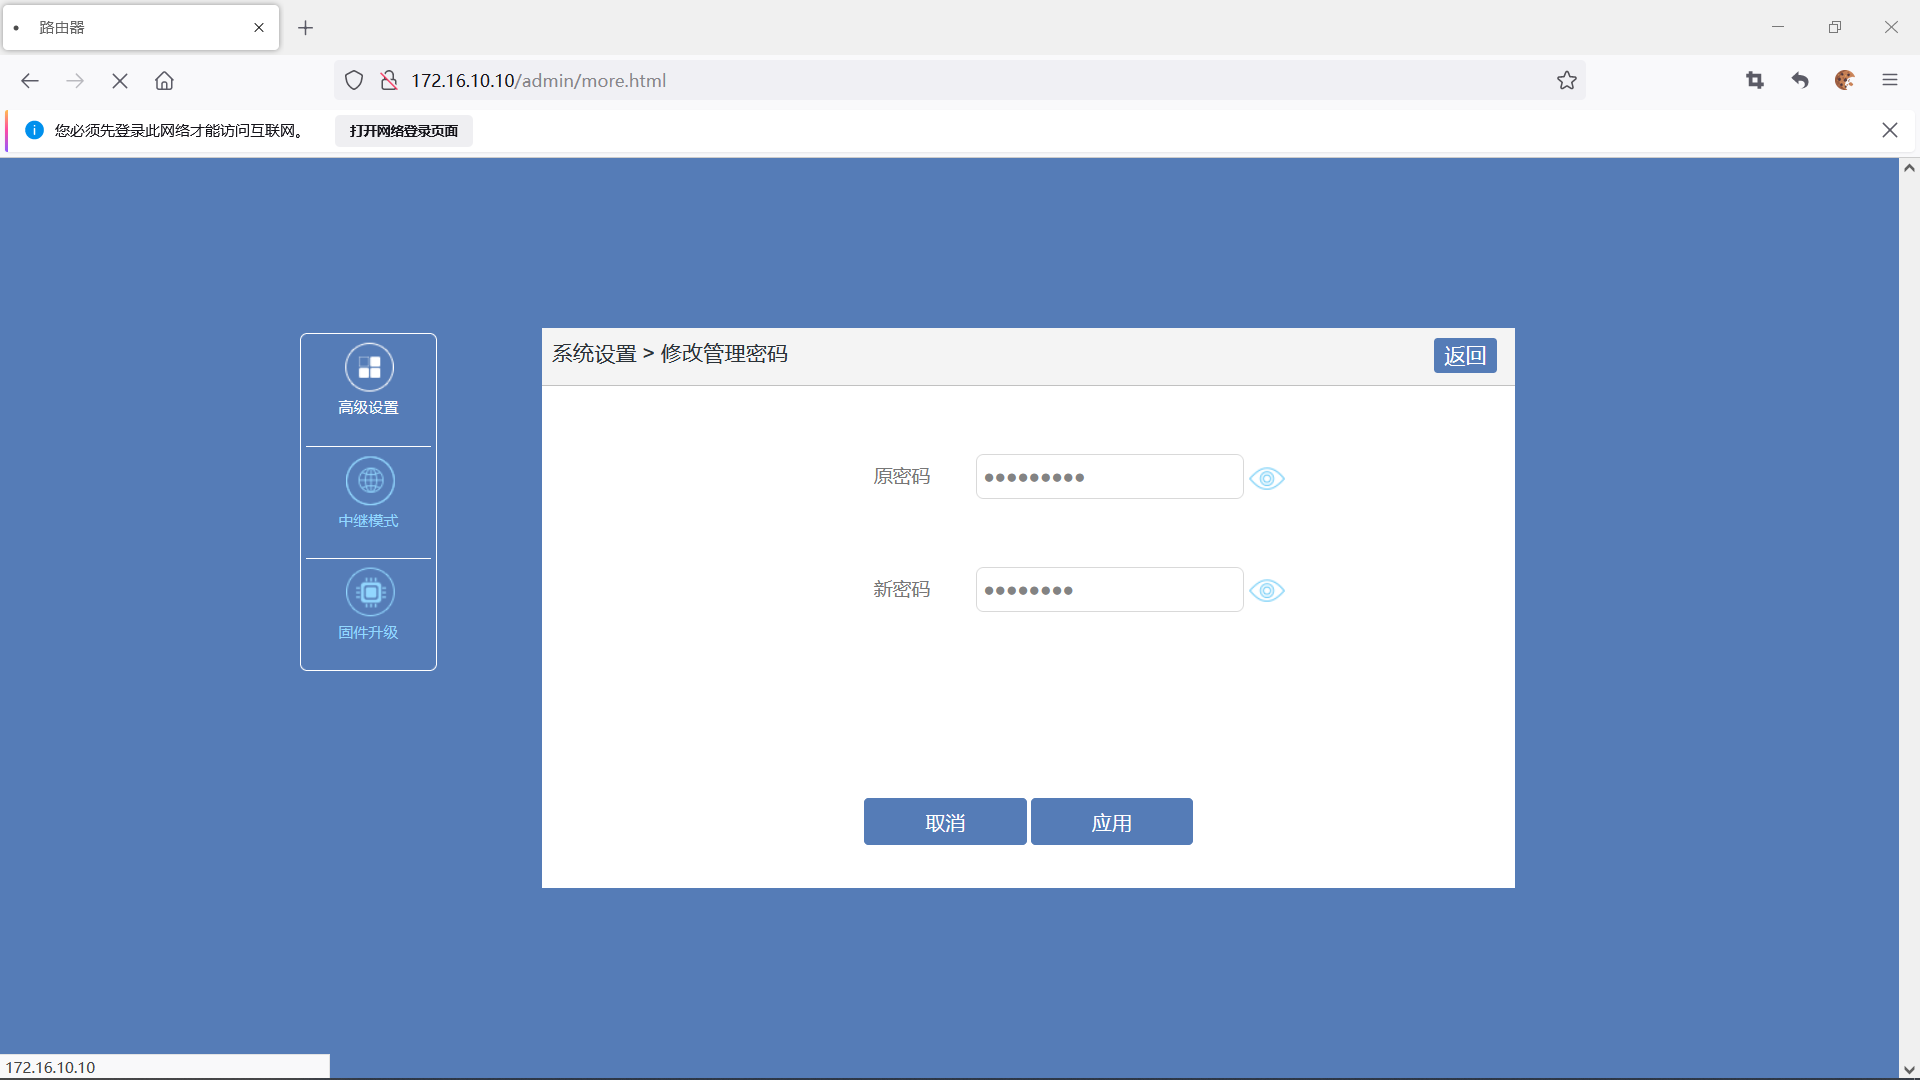 路由器
172.16.10.10/admin/more.html
您必须先登录此网络才能访问互联网。 打开网络登录页面
系统设置 > 修改管理密码 返回
高级设置
中继模式
固件升级
原密码 •••••••••
新密码 ••••••••
取消 应用
172.16.10.10